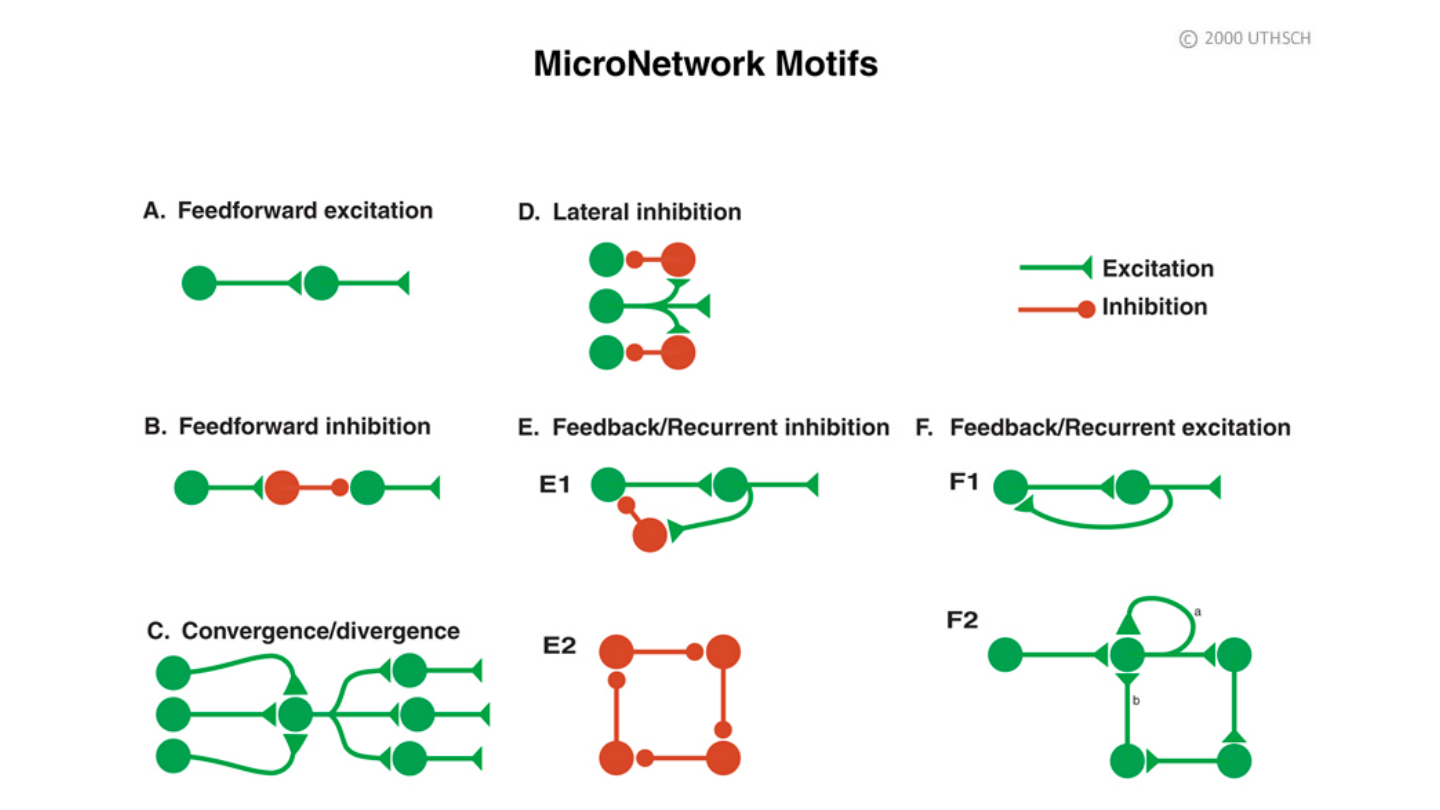 © 2000 UTHSCH
MicroNetwork Motifs
A. Feedforward excitation
D. Lateral inhibition
Excitation
Inhibition
B. Feedforward inhibition
E. Feedback/Recurrent inhibition
F. Feedback/Recurrent excitation
E1
F1
C. Convergence/divergence
E2
F2
a
b